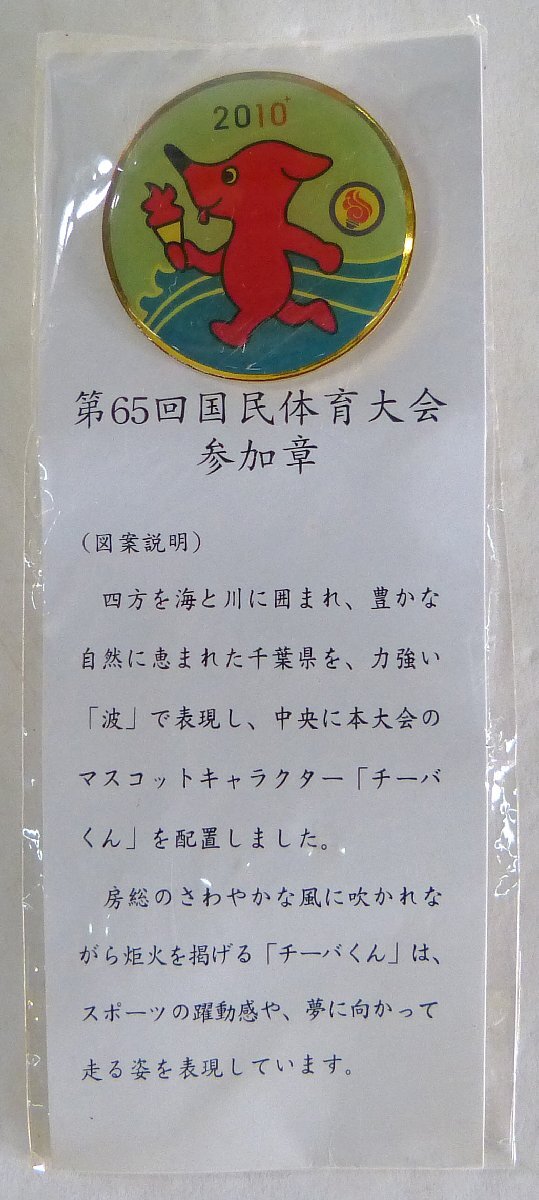 2010
第65回国民体育大会
参加章
（図案説明）
四方を海と川に囲まれ、豊かな
自然に恵まれた千葉県を、力強い
「波」で表現し、中央に本大会の
マスコットキャラクター「チーバ
くん」を配置しました。
房総のさわやかな風に吹かれな
がら炬火を掲げる「チーバくん」は、
スポーツの躍動感や、夢に向かって
走る姿を表現しています。